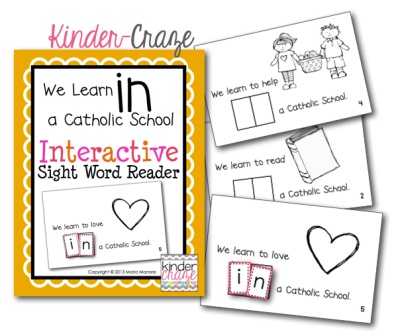 Kinder-Craze
We Learn in
a Catholic School
Interactive
Sight Word Reader
We learn to love
in a Catholic School.
5
Copyright © 2013 Maria Manore
kinder
craze
We learn to help
a Catholic School.
4
We learn to read
a Catholic School.
2
We learn to love
in a Catholic School.
5